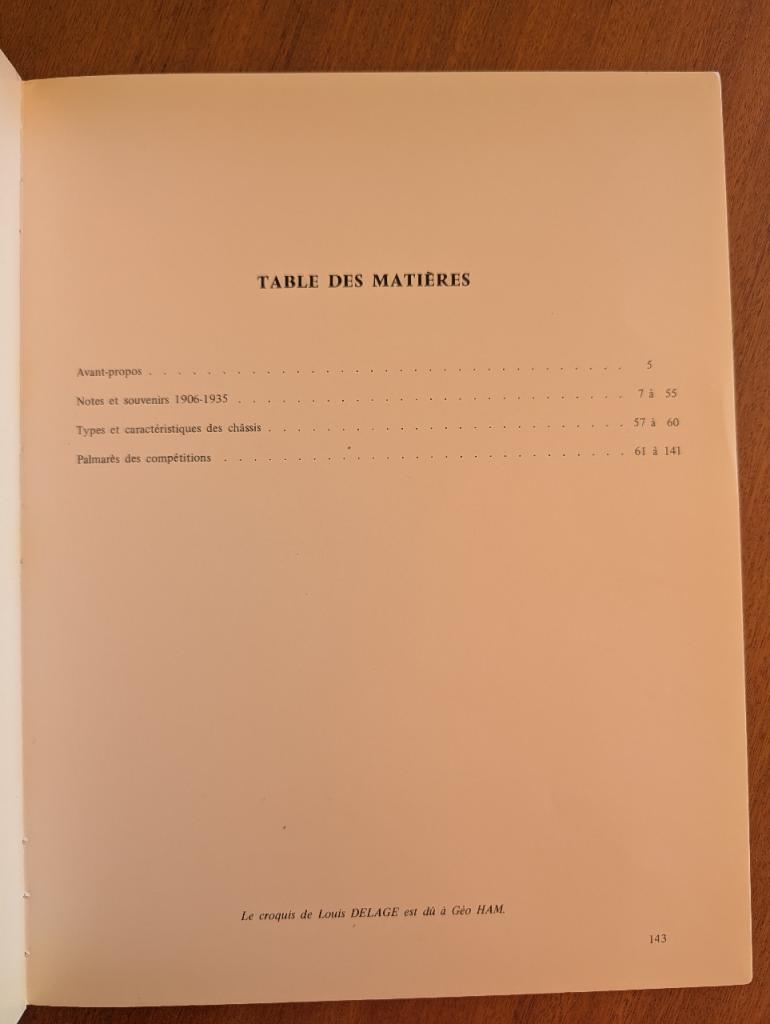 TABLE DES MATIÈRES
Avant-propos . . . . . . . . . . . . . . . . . . . . . . . . . . . . . . . . . 5
Notes et souvenirs 1906-1935 . . . . . . . . . . . . . . . . . . . . . . . . . . 7 à 55
Types et caractéristiques des châssis . . . . . . . . . . . . . . . . . . . . . . . . 57 à 60
Palmarès des compétitions . . . . . . . . . . . . . . . . . . . . . . . . . . . 61 à 141
Le croquis de Louis DELAGE est dû à Géo HAM.
143